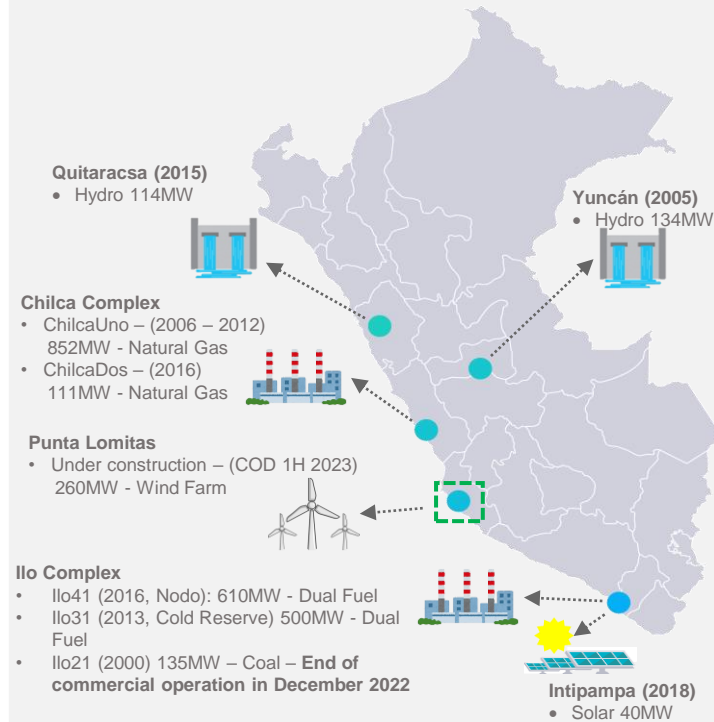 Quitaracsa (2015)
• Hydro 114MW
Yuncán (2005)
• Hydro 134MW
Chilca Complex
• ChilcaUno – (2006 – 2012)
852MW - Natural Gas
• ChilcaDos – (2016)
111MW - Natural Gas
Punta Lomitas
• Under construction – (COD 1H 2023)
260MW - Wind Farm
Ilo Complex
• Ilo41 (2016, Nodo): 610MW - Dual Fuel
• Ilo31 (2013, Cold Reserve) 500MW - Dual
Fuel
• Ilo21 (2000) 135MW – Coal – End of
commercial operation in December 2022
Intipampa (2018)
• Solar 40MW